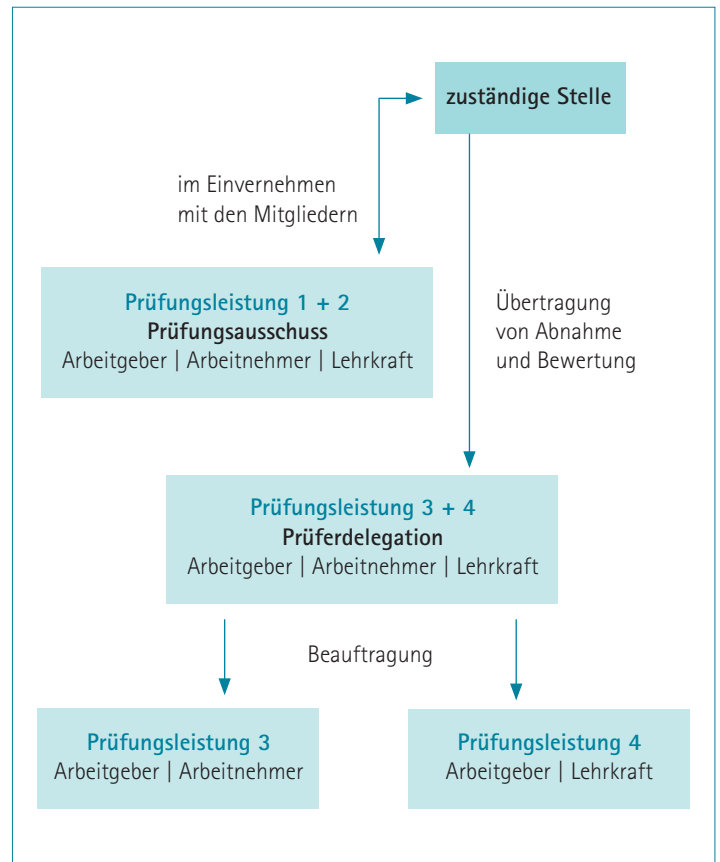 zuständige Stelle
im Einvernehmen
mit den Mitgliedern
Prüfungsleistung 1 + 2
Prüfungsausschuss
Arbeitgeber | Arbeitnehmer | Lehrkraft
Übertragung
von Abnahme
und Bewertung
Prüfungsleistung 3 + 4
Prüferdelegation
Arbeitgeber | Arbeitnehmer | Lehrkraft
Beauftragung
Prüfungsleistung 3
Arbeitgeber | Arbeitnehmer
Prüfungsleistung 4
Arbeitgeber | Lehrkraft